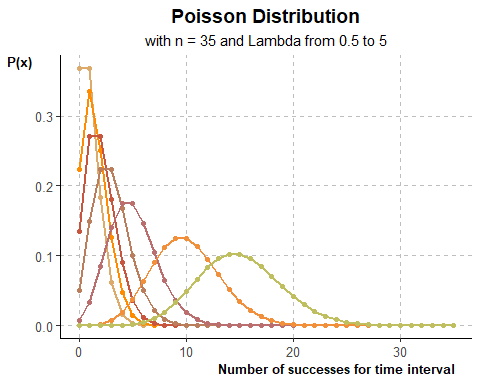 Poisson Distribution
with n = 35 and Lambda from 0.5 to 5
P(x)
0.3
0.2
0.1
0.0
0 10 20 30
Number of successes for time interval